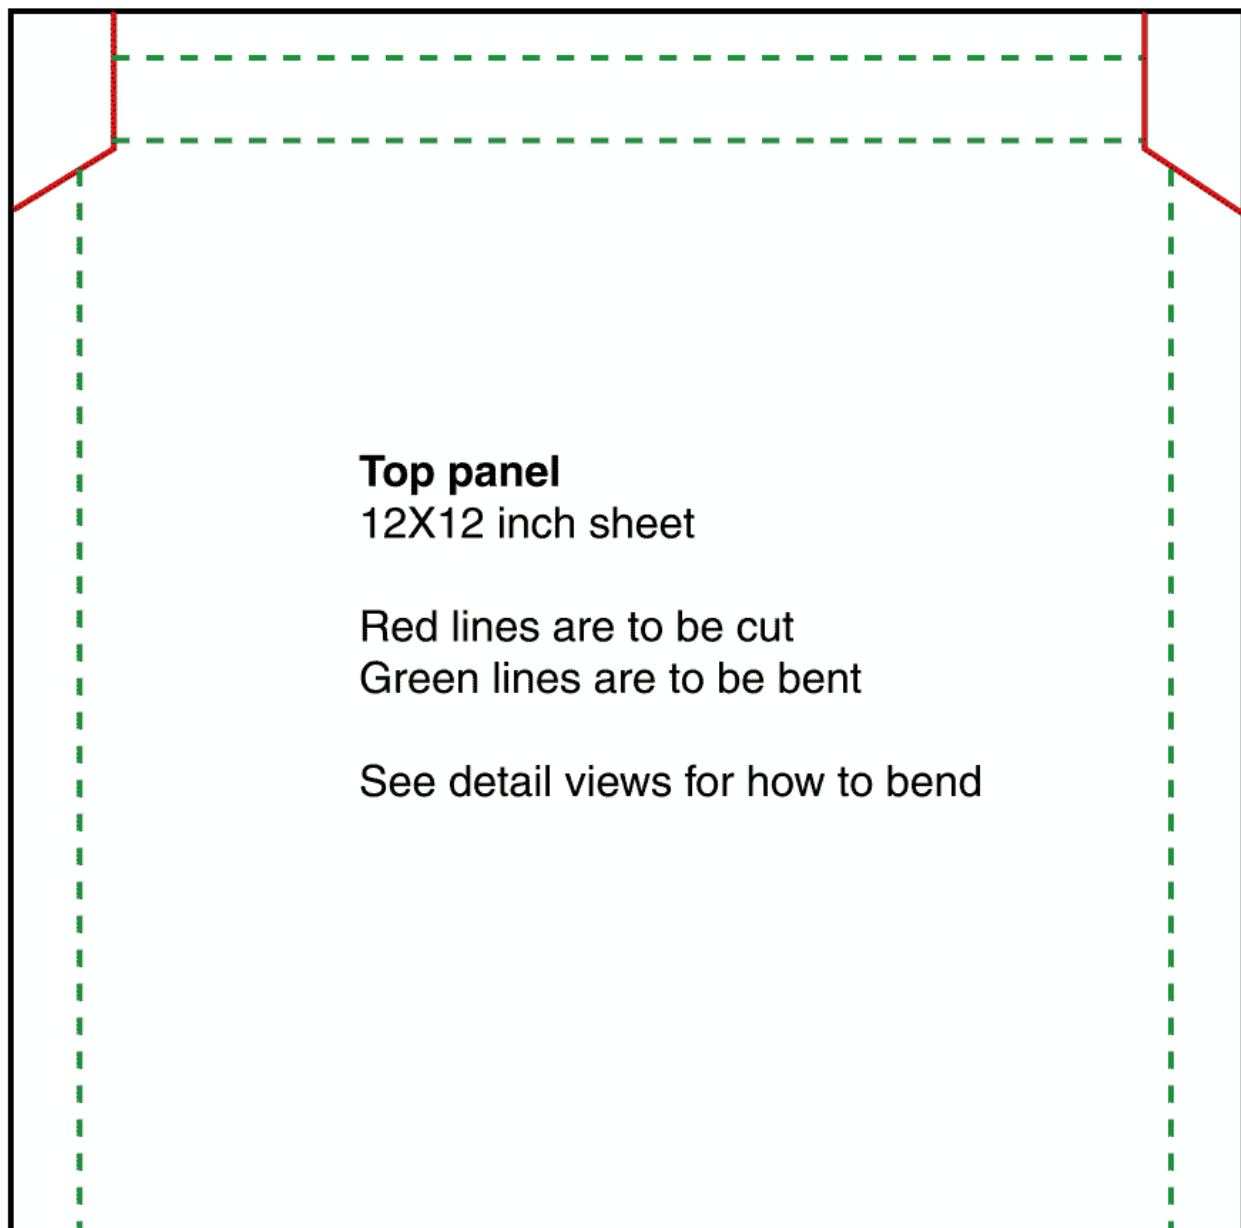 Top panel
12X12 inch sheet
Red lines are to be cut
Green lines are to be bent
See detail views for how to bend